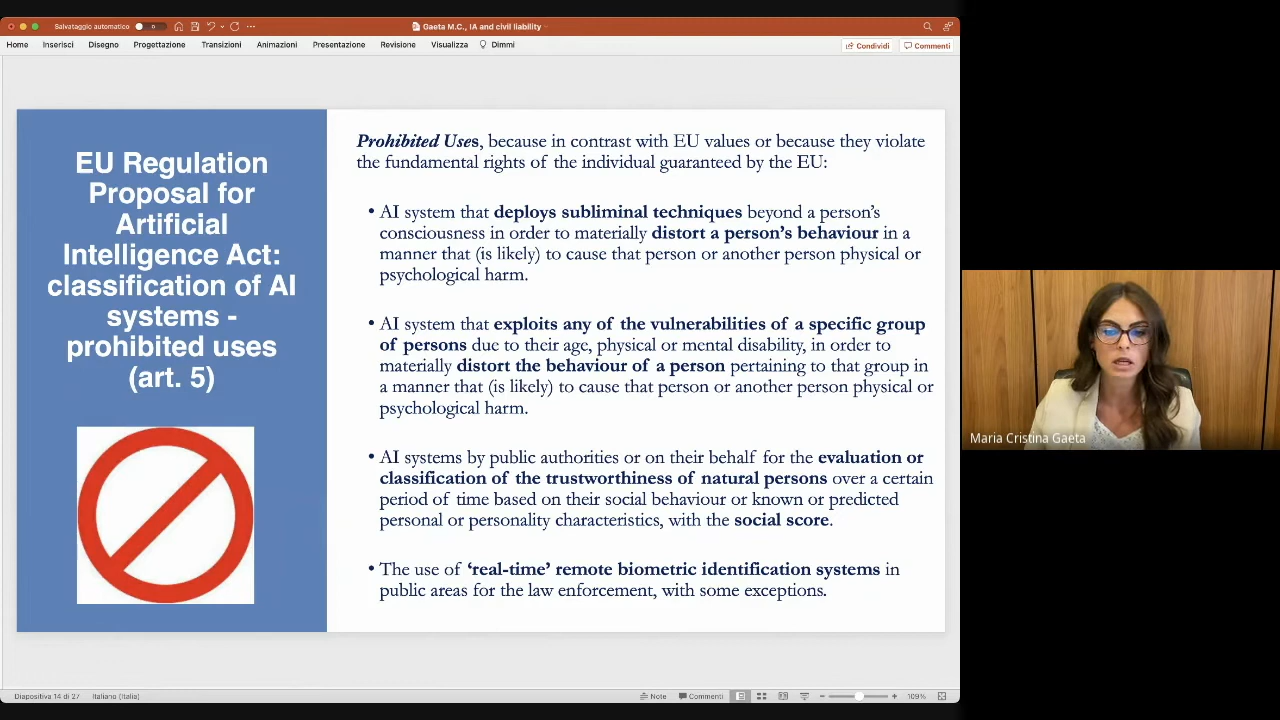 Salvataggio automatico
Gaeta M.C., IA and civil liability
Home Inserisci Disegno Progettazione Transizioni Animazioni Presentazione Revisione Visualizza Dimmi Condividi Commenti
EU Regulation
Proposal for
Artificial
Intelligence Act:
classification of AI
systems -
prohibited uses
(art. 5)
Prohibited Uses, because in contrast with EU values or because they violate
the fundamental rights of the individual guaranteed by the EU:
• AI system that deploys subliminal techniques beyond a person's
consciousness in order to materially distort a person's behaviour in a
manner that (is likely) to cause that person or another person physical or
psychological harm.
• AI system that exploits any of the vulnerabilities of a specific group
of persons due to their age, physical or mental disability, in order to
materially distort the behaviour of a person pertaining to that group in
a manner that (is likely) to cause that person or another person physical or
psychological harm.
• AI systems by public authorities or on their behalf for the evaluation or
classification of the trustworthiness of natural persons over a certain
period of time based on their social behaviour or known or predicted
personal or personality characteristics, with the social score.
• The use of ‘real-time’ remote biometric identification systems in
public areas for the law enforcement, with some exceptions.
Maria Cristina Gaeta
Diapositiva 14 di 27 Italiano (Italia) Note Commenti 109%